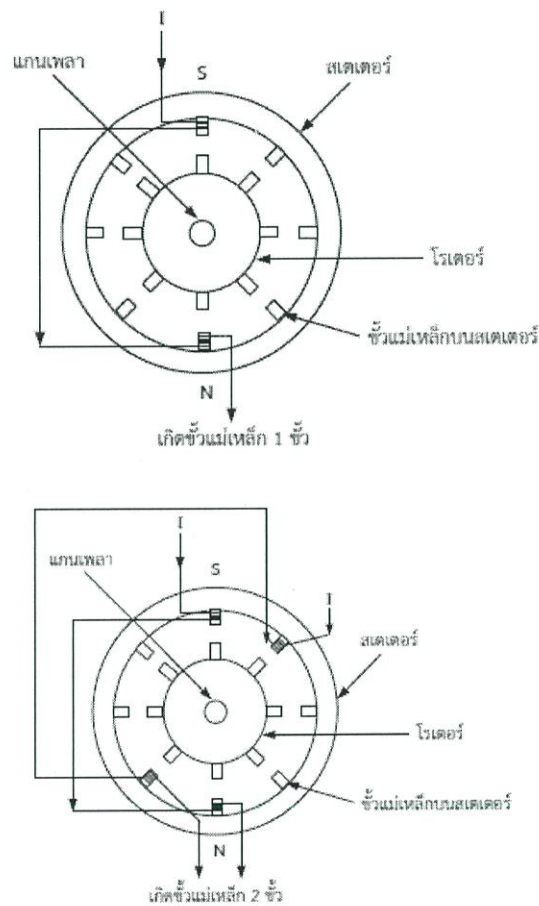 I
แกนเพลา
S
สเตเตอร์
โรเตอร์
ขั้วแม่เหล็กบนสเตเตอร์
N
เกิดขั้วแม่เหล็ก 1 ขั้ว
I
แกนเพลา
S
I
สเตเตอร์
โรเตอร์
ขั้วแม่เหล็กบนสเตเตอร์
N
เกิดขั้วแม่เหล็ก 2 ขั้ว